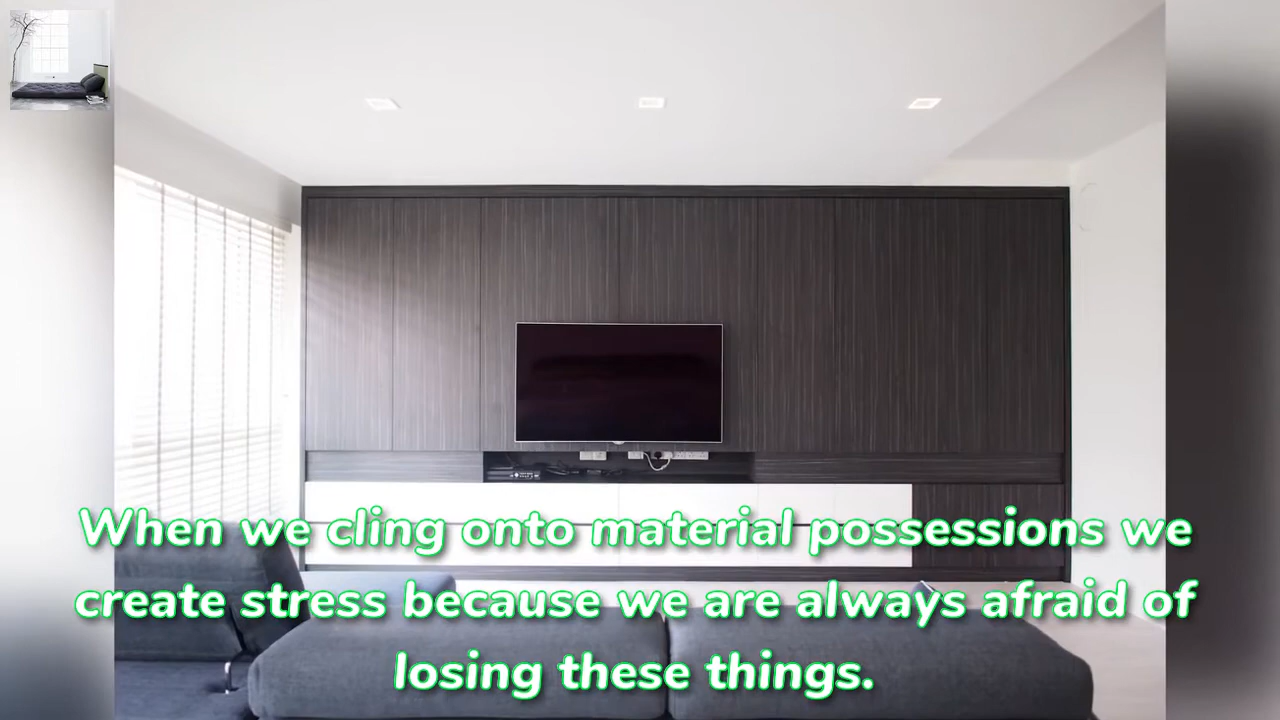 When we cling onto material possessions we
create stress because we are always afraid of
losing these things.